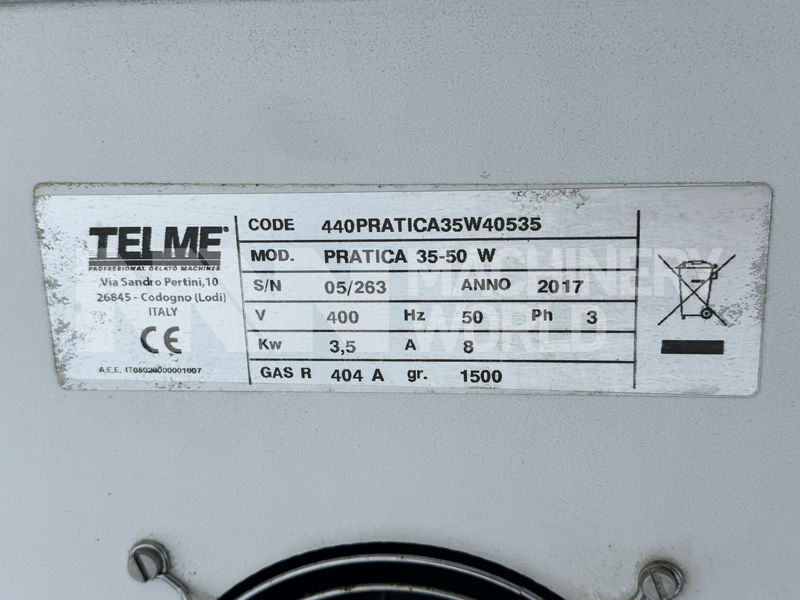 TELME
PROFESSIONAL GELATO MACHINES
Via Sandro Pertini,10
26845 - Codogno (Lodi)
ITALY
CE
A.E.E. IT08020000001007
CODE 440PRATICA35W40535
MOD. PRATICA 35-50 W
S/N 05/263 ANNO 2017
V 400 Hz 50 Ph 3
Kw 3,5 A 8
GAS R 404 A gr. 1500
MACHINERY
WORLD